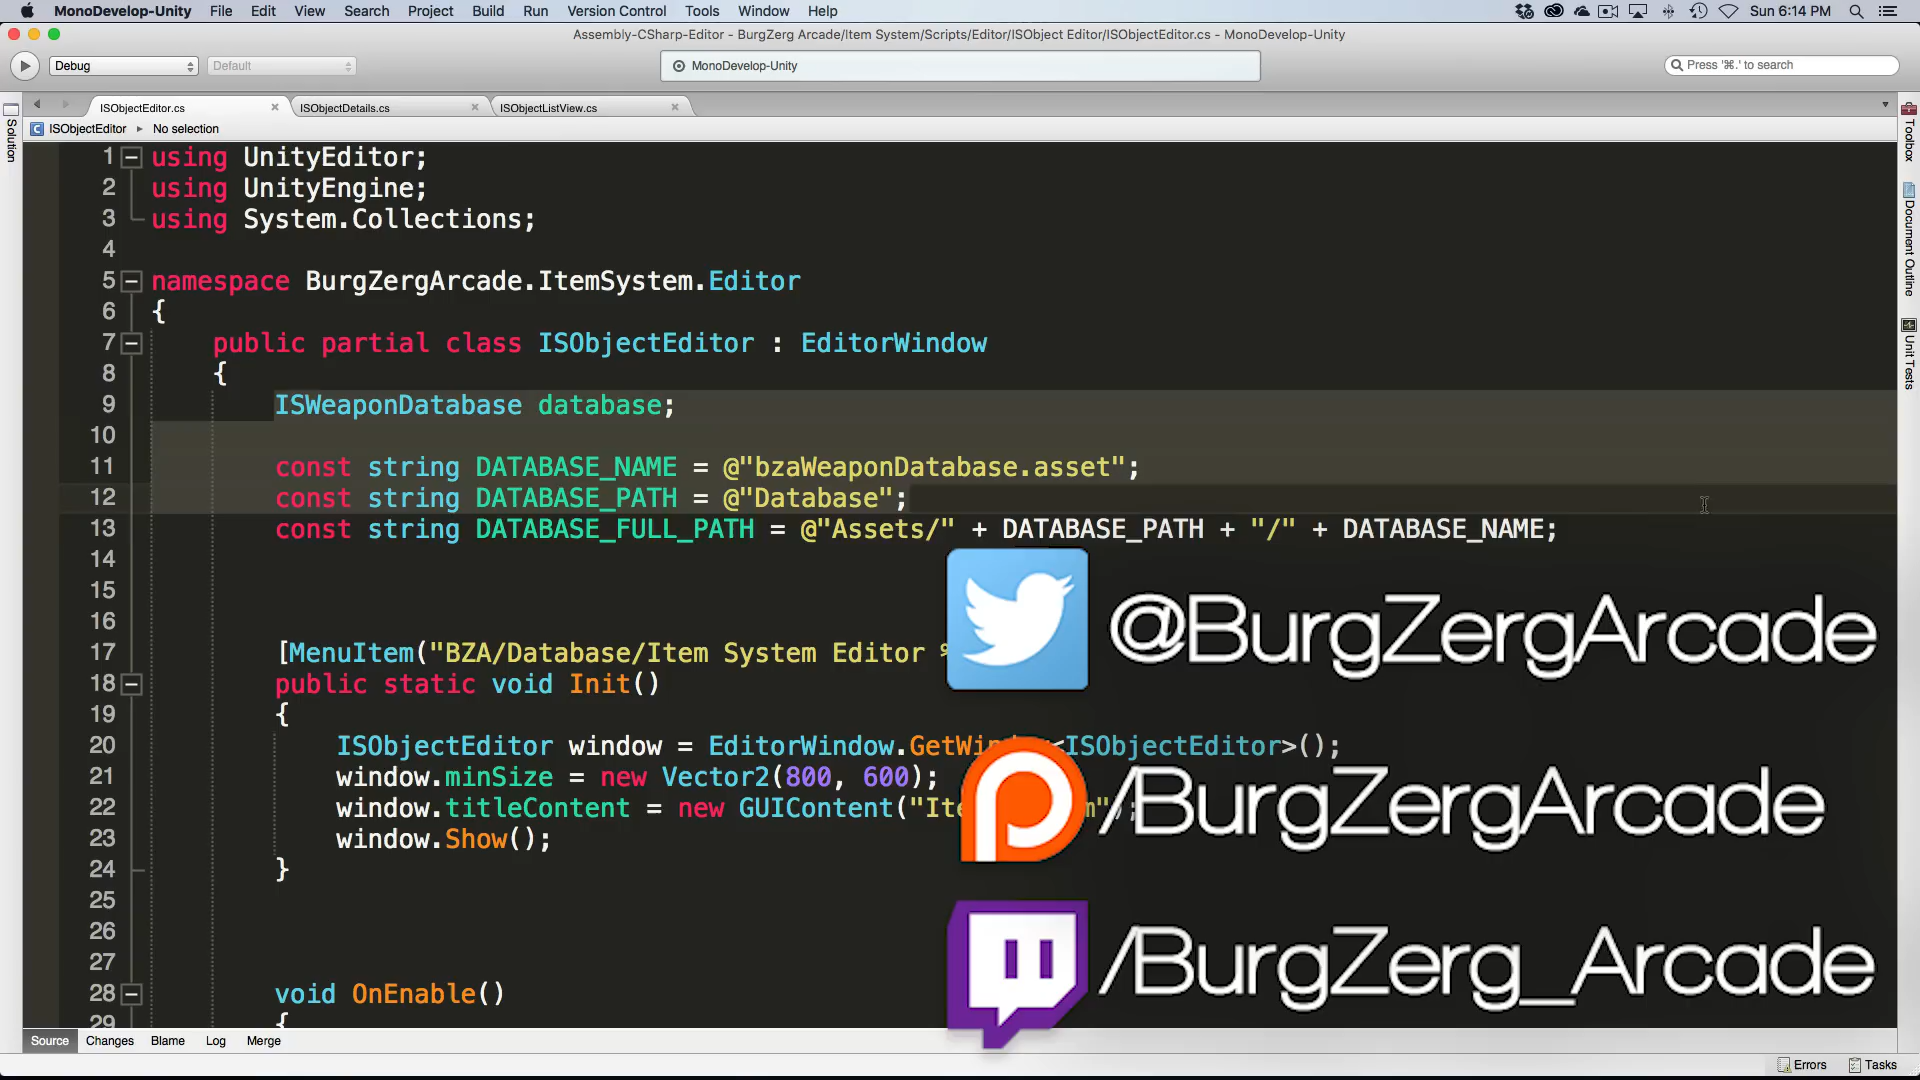 MonoDevelop-Unity File Edit View Search Project Build Run Version Control Tools Window Help Sun 6:14 PM
Assembly-CSharp-Editor - BurgZerg Arcade/Item System/Scripts/Editor/ISObject Editor/ISObjectEditor.cs - MonoDevelop-Unity
Debug Default MonoDevelop-Unity Press '⌘.' to search
ISObjectEditor.cs ISObjectDetails.cs ISObjectListView.cs
ISObjectEditor No selection
Solution
Toolbox
Document Outline
Unit Tests
1 using UnityEditor;
2 using UnityEngine;
3 using System.Collections;
4
5 namespace BurgZergArcade.ItemSystem.Editor
6 {
7 public partial class ISObjectEditor : EditorWindow
8 {
9 ISWeaponDatabase database;
10
11 const string DATABASE_NAME = @"bzaWeaponDatabase.asset";
12 const string DATABASE_PATH = @"Database";
13 const string DATABASE_FULL_PATH = @"Assets/" + DATABASE_PATH + "/" + DATABASE_NAME;
14
15
16
17 [MenuItem("BZA/Database/Item System Editor %
18 public static void Init()
19 {
20 ISObjectEditor window = EditorWindow.GetWin <ISObjectEditor>();
21 window.minSize = new Vector2(800, 600);
22 window.titleContent = new GUIContent("Ite m");
23 window.Show();
24 }
25
26
27
28 void OnEnable()
29 {
@BurgZergArcade
/BurgZergArcade
/BurgZerg_Arcade
Source Changes Blame Log Merge
Errors Tasks